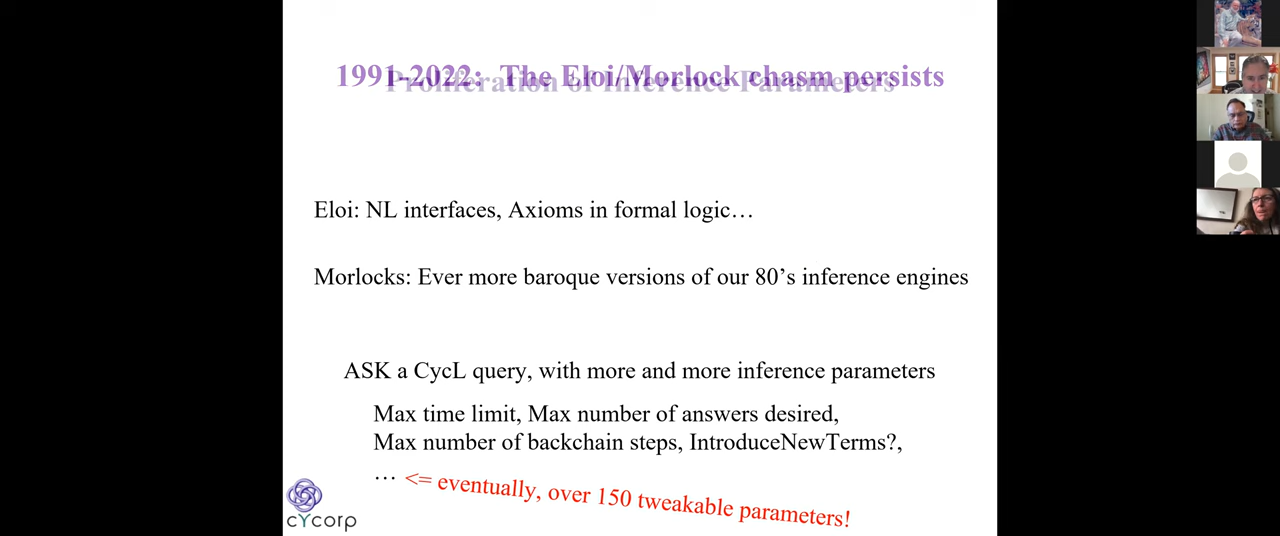 1991-2022: The Eloi/Morlock chasm persists
Proliferation of Inference Parameters
Eloi: NL interfaces, Axioms in formal logic…
Morlocks: Ever more baroque versions of our 80’s inference engines
ASK a CycL query, with more and more inference parameters
Max time limit, Max number of answers desired,
Max number of backchain steps, IntroduceNewTerms?,
… <= eventually, over 150 tweakable parameters!
cYcorp